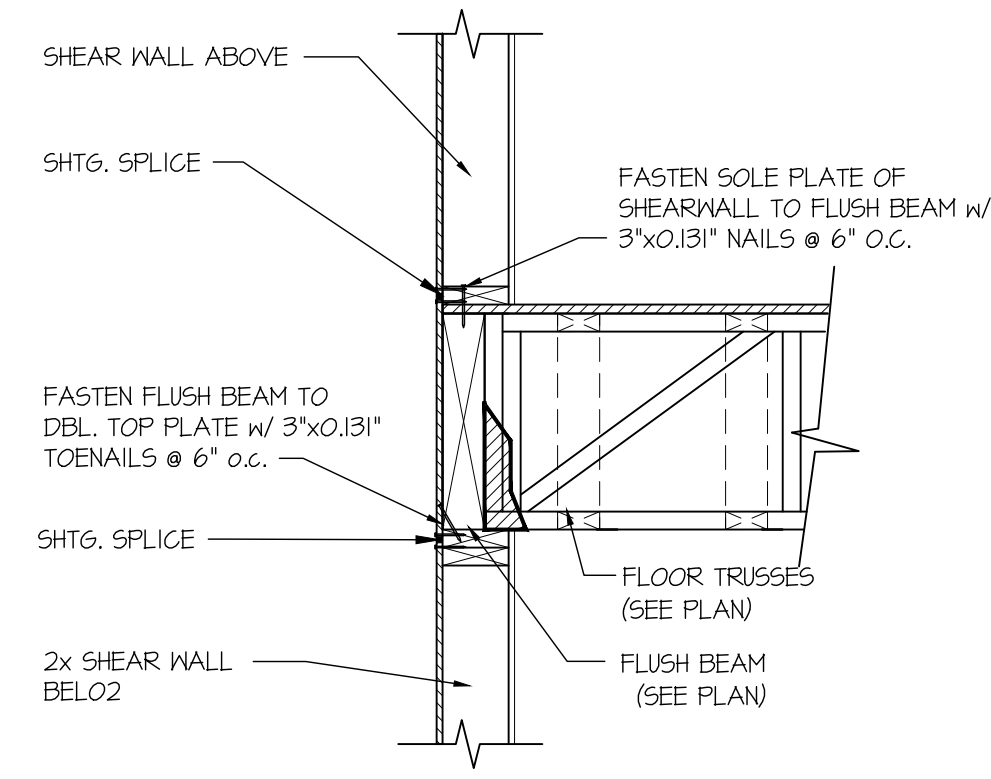 SHEAR WALL ABOVE
SHTG. SPLICE
FASTEN SOLE PLATE OF
SHEARWALL TO FLUSH BEAM w/
3"x0.131" NAILS @ 6" O.C.
FASTEN FLUSH BEAM TO
DBL. TOP PLATE w/ 3"x0.131"
TOENAILS @ 6" o.c.
SHTG. SPLICE
FLOOR TRUSSES
(SEE PLAN)
2x SHEAR WALL
BELO2
FLUSH BEAM
(SEE PLAN)